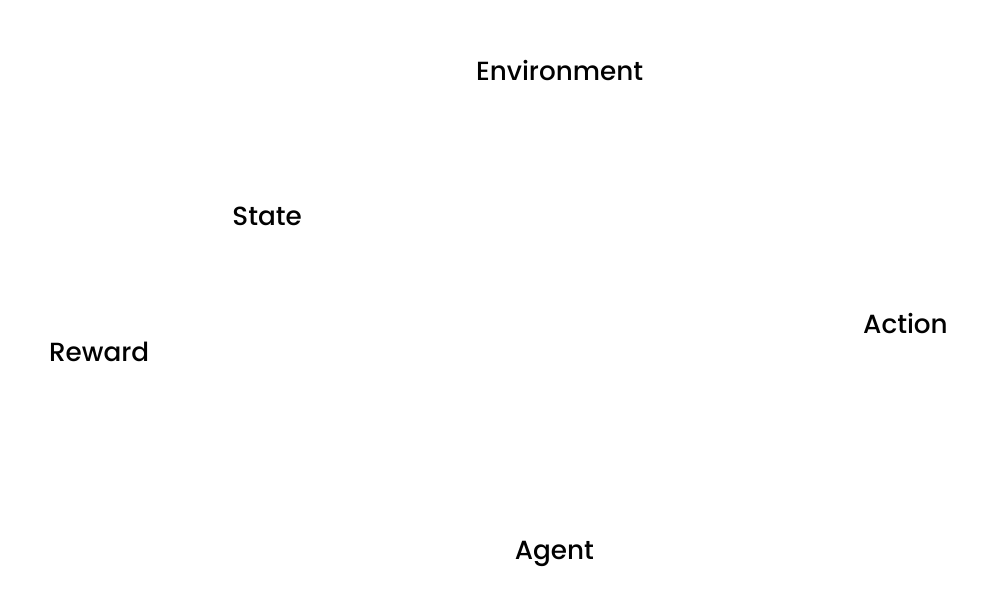 Environment
State
Action
Reward
Agent